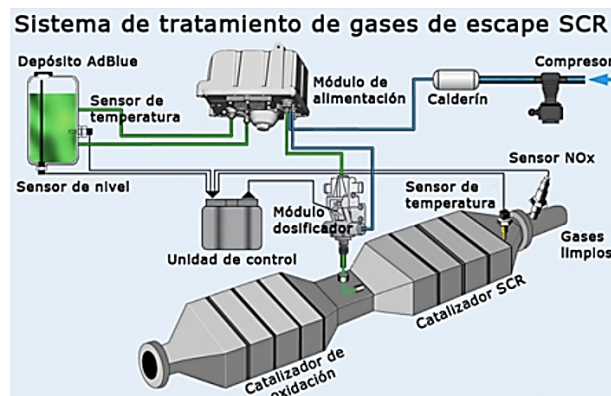 Sistema de tratamiento de gases de escape SCR
Depósito AdBlue
Sensor de
temperatura
Módulo de
alimentación
Calderín
Compresor
Sensor NOx
Sensor de
temperatura
Sensor de nivel
Módulo
dosificador
Unidad de control
Gases
limpios
Catalizador SCR
Catalizador de
oxidación